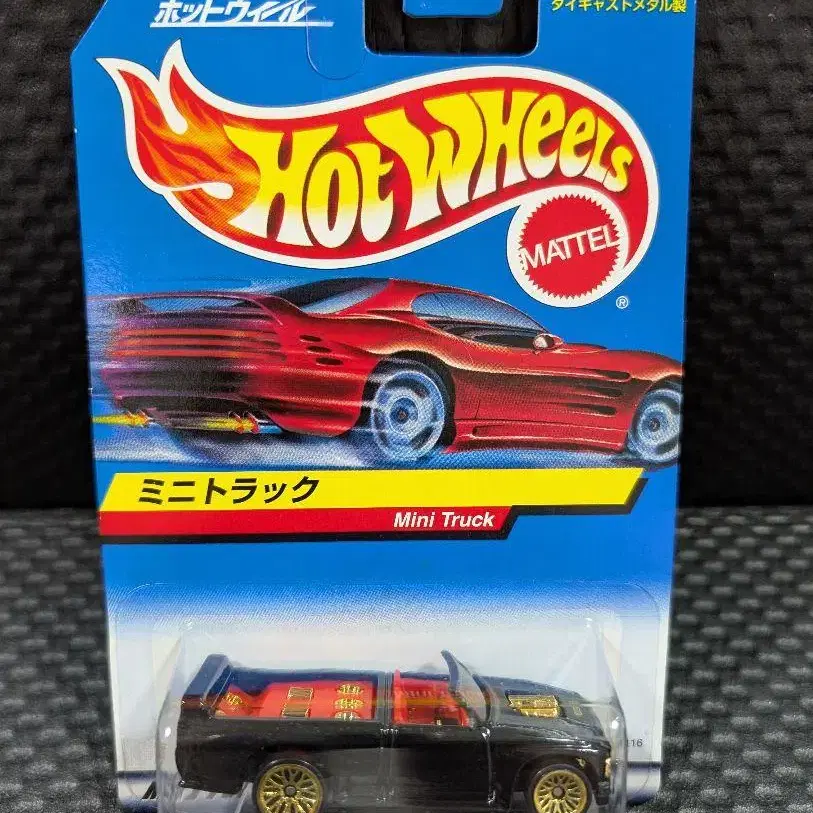 ホットウィール
ダイキャストメタル製
Hot Wheels
MATTEL
®
ミニトラック
Mini Truck
116